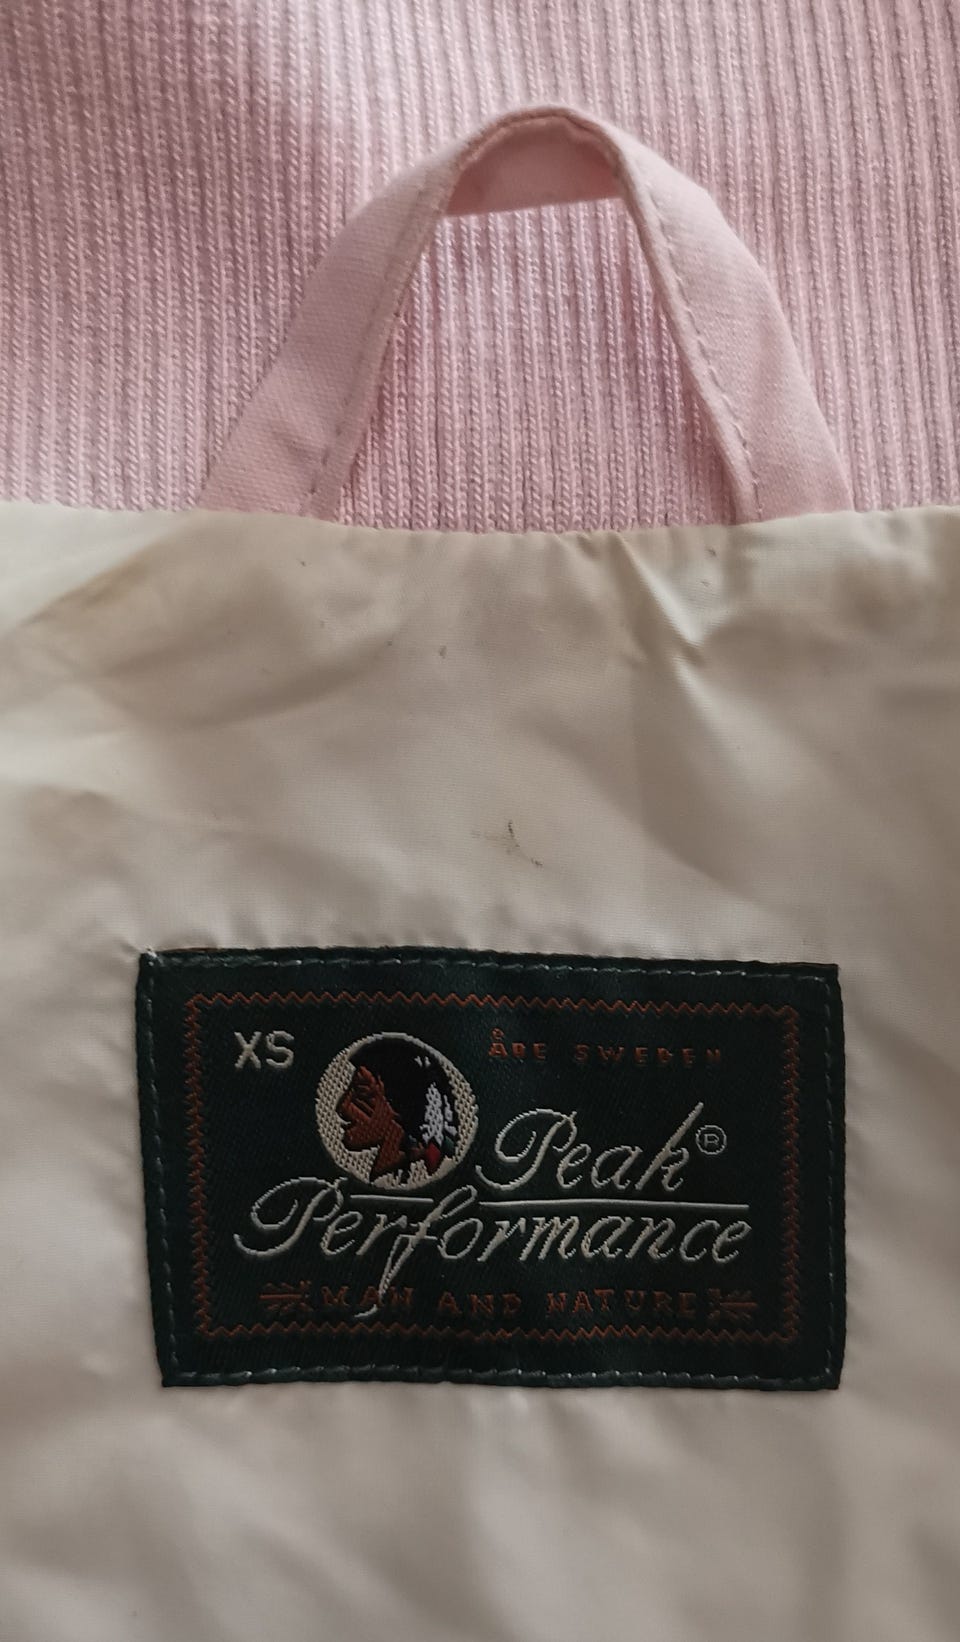 XS
ÅRE SWEDEN
Peak®
Performance
MAN AND NATURE